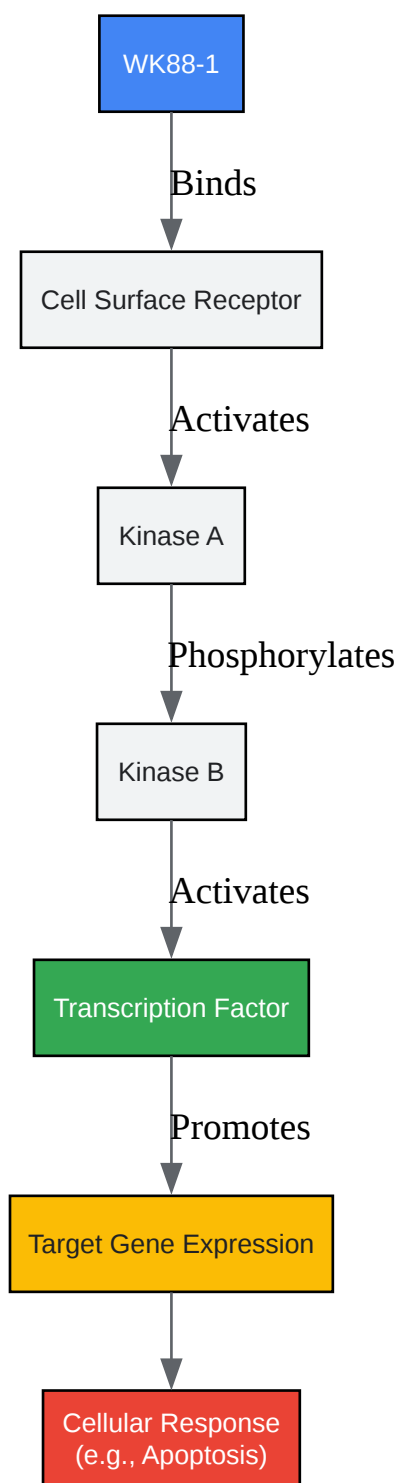 WK88-1
Binds
Cell Surface Receptor
Activates
Kinase A
Phosphorylates
Kinase B
Activates
Transcription Factor
Promotes
Target Gene Expression
Cellular Response
(e.g., Apoptosis)